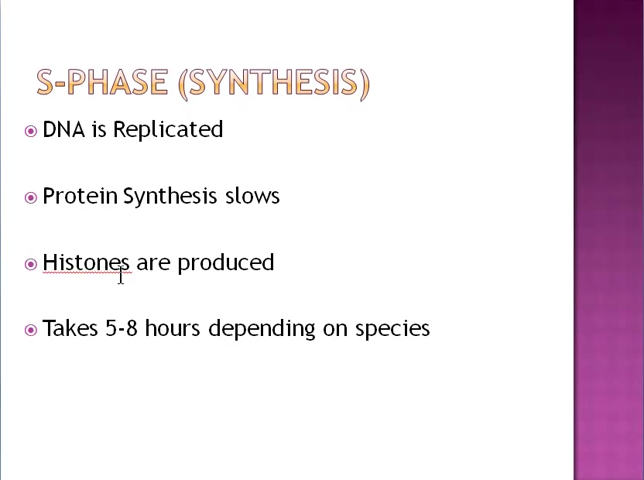 S-PHASE (SYNTHESIS)
DNA is Replicated
Protein Synthesis slows
Histones are produced
Takes 5-8 hours depending on species